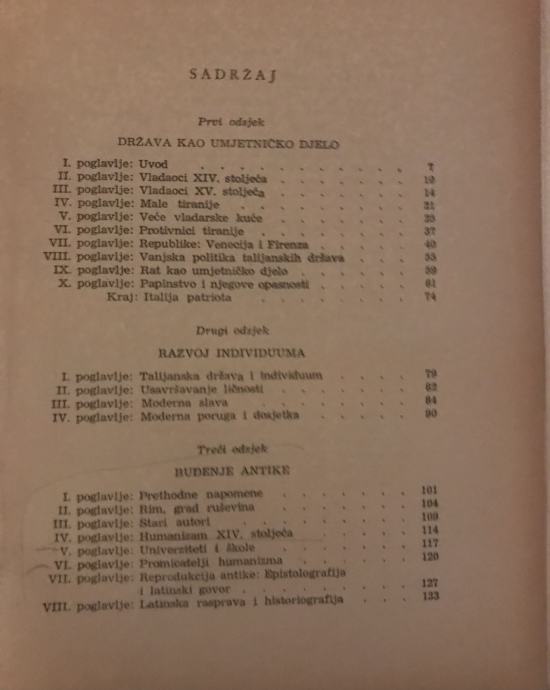 SADRŽAJ
Prvi odsjek
DRŽAVA KAO UMJETNIČKO DJELO
I. poglavlje: Uvod . . . . . . . . . . 7
II. poglavlje: Vladaoci XIV. stoljeća . . . . . . 10
III. poglavlje: Vladaoci XV. stoljeća . . . . . . 14
IV. poglavlje: Male tiranije . . . . . . . . 21
V. poglavlje: Veće vladarske kuće . . . . . .
VI. poglavlje: Protivnici tiranije . . . . . . . 37
VII. poglavlje: Republike: Venecija i Firenza . . . . 40
VIII. poglavlje: Vanjska politika talijanskih država . . . 55
IX. poglavlje: Rat kao umjetničko djelo . . . . . 59
X. poglavlje: Papinstvo i njegove opasnosti . . . . 61
Kraj: Italija patriota . . . . . . . 74
Drugi odsjek
RAZVOJ INDIVIDUUMA
I. poglavlje: Talijanska država i individuum . . . . 79
II. poglavlje: Usavršavanje ličnosti . . . . . . 82
III. poglavlje: Moderna slava . . . . . . . 84
IV. poglavlje: Moderna poruga i dosjetka . . . . . 90
Treći odsjek
BUĐENJE ANTIKE
I. poglavlje: Prethodne napomene . . . . . . 101
II. poglavlje: Rim, grad ruševina . . . . . . 104
III. poglavlje: Stari autori . . . . . . . . 109
IV. poglavlje: Humanizam XIV. stoljeća . . . . . 114
V. poglavlje: Univerziteti i škole . . . . . . 117
VI. poglavlje: Promicatelji humanizma . . . . . 120
VII. poglavlje: Reprodukcija antike: Epistolografija
i latinski govor . . . . . . . . 127
VIII. poglavlje: Latinska rasprava i historiografija . . . 133